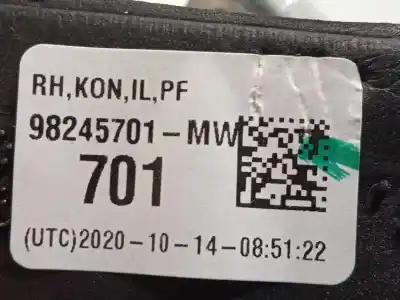 RH,KON,IL,PF
98245701-MW
701
(UTC)2020-10-14-08:51:22